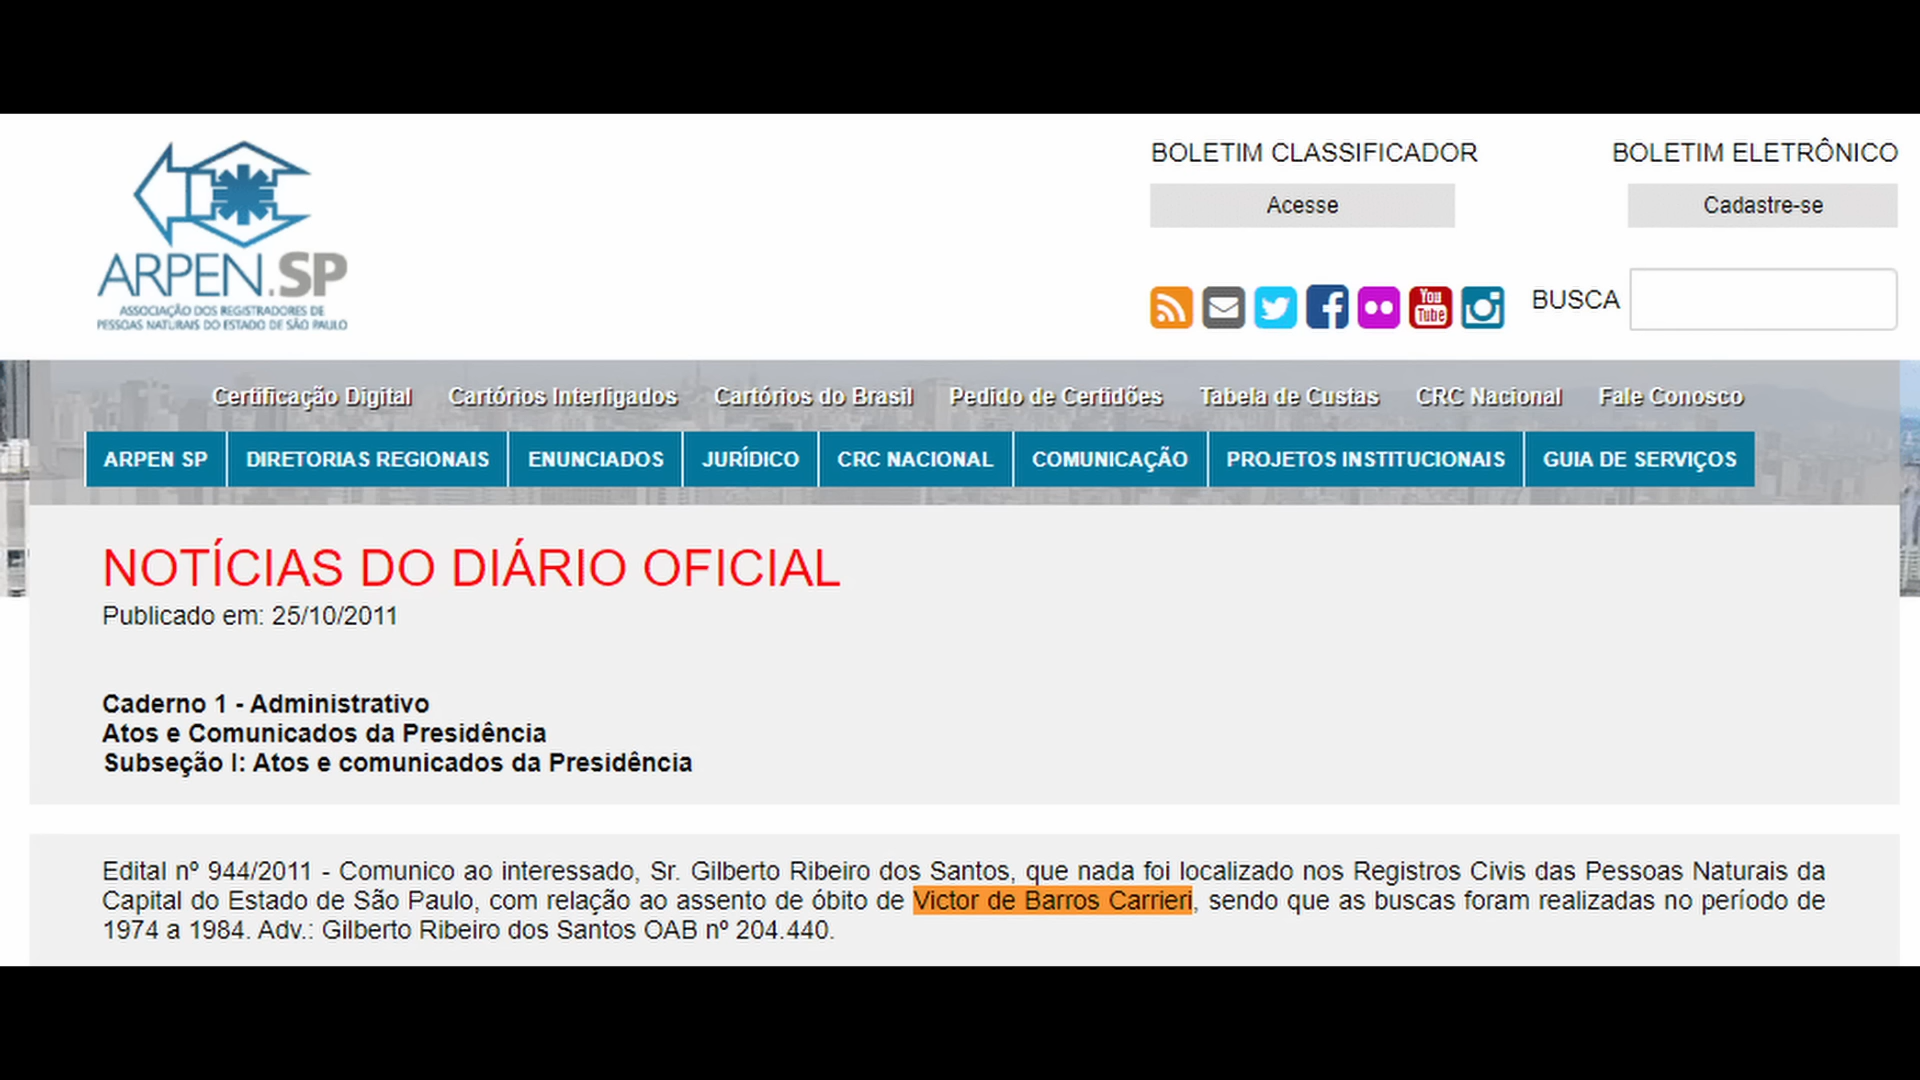 BOLETIM CLASSIFICADOR
BOLETIM ELETRÔNICO
Acesse
Cadastre-se
ARPEN.SP
ASSOCIAÇÃO DOS REGISTRADORES DE
PESSOAS NATURAIS DO ESTADO DE SÃO PAULO
You
Tube
BUSCA
Certificação Digital Cartórios Interligados Cartórios do Brasil Pedido de Certidões Tabela de Custas CRC Nacional Fale Conosco
ARPEN SP DIRETORIAS REGIONAIS ENUNCIADOS JURÍDICO CRC NACIONAL COMUNICAÇÃO PROJETOS INSTITUCIONAIS GUIA DE SERVIÇOS
NOTÍCIAS DO DIÁRIO OFICIAL
Publicado em: 25/10/2011
Caderno 1 - Administrativo
Atos e Comunicados da Presidência
Subseção I: Atos e comunicados da Presidência
Edital nº 944/2011 - Comunico ao interessado, Sr. Gilberto Ribeiro dos Santos, que nada foi localizado nos Registros Civis das Pessoas Naturais da
Capital do Estado de São Paulo, com relação ao assento de óbito de Victor de Barros Carrieri, sendo que as buscas foram realizadas no período de
1974 a 1984. Adv.: Gilberto Ribeiro dos Santos OAB nº 204.440.